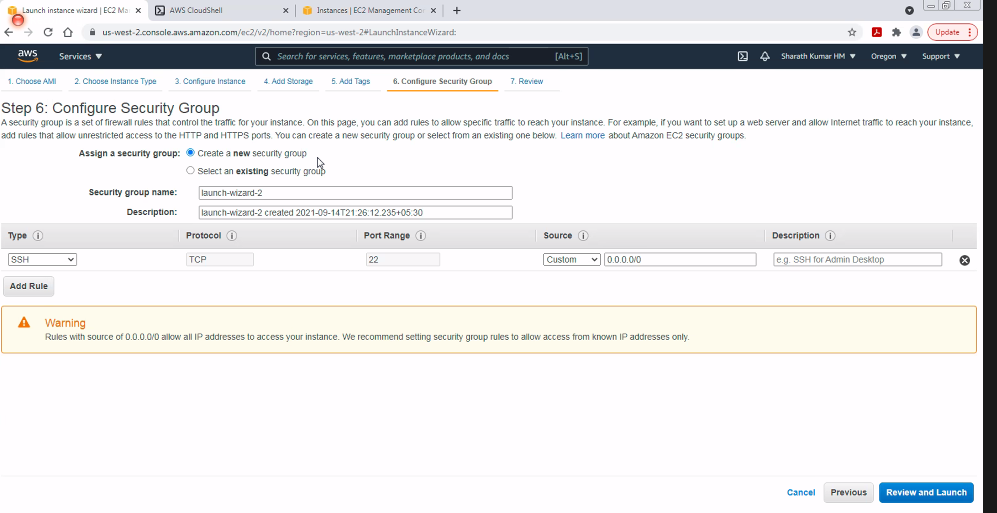 Launch instance wizard | EC2 Ma
AWS CloudShell
Instances | EC2 Management Con
us-west-2.console.aws.amazon.com/ec2/v2/home?region=us-west-2#LaunchInstanceWizard:
Update
aws
Services
Search for services, features, marketplace products, and docs
[Alt+S]
Sharath Kumar HM
Oregon
Support
1. Choose AMI
2. Choose Instance Type
3. Configure Instance
4. Add Storage
5. Add Tags
6. Configure Security Group
7. Review
Step 6: Configure Security Group
A security group is a set of firewall rules that control the traffic for your instance. On this page, you can add rules to allow specific traffic to reach your instance. For example, if you want to set up a web server and allow Internet traffic to reach your instance,
add rules that allow unrestricted access to the HTTP and HTTPS ports. You can create a new security group or select from an existing one below. Learn more about Amazon EC2 security groups.
Assign a security group:
Create a new security group
Select an existing security group
Security group name:
launch-wizard-2
Description:
launch-wizard-2 created 2021-09-14T21:26:12.235+05:30
Type
Protocol
Port Range
Source
Description
SSH
TCP
22
Custom
0.0.0.0/0
e.g. SSH for Admin Desktop
Add Rule
Warning
Rules with source of 0.0.0.0/0 allow all IP addresses to access your instance. We recommend setting security group rules to allow access from known IP addresses only.
Cancel
Previous
Review and Launch